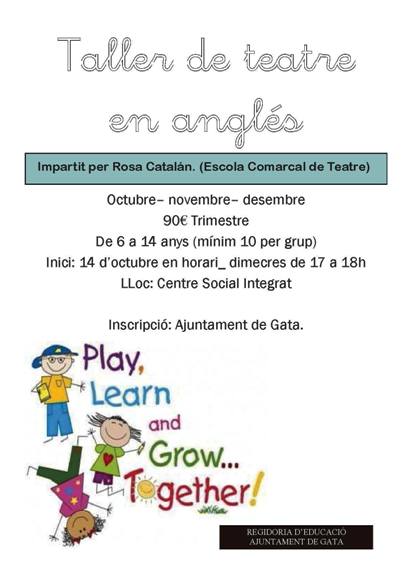 Taller de teatre
en anglés
Impartit per Rosa Catalán. (Escola Comarcal de Teatre)
Octubre– novembre– desembre
90€ Trimestre
De 6 a 14 anys (mínim 10 per grup)
Inici: 14 d'octubre en horari_ dimecres de 17 a 18h
LLoc: Centre Social Integrat
Inscripció: Ajuntament de Gata.
Play,
Learn
and
Grow...
Together!
REGIDORIA D'EDUCACIÓ
AJUNTAMENT DE GATA